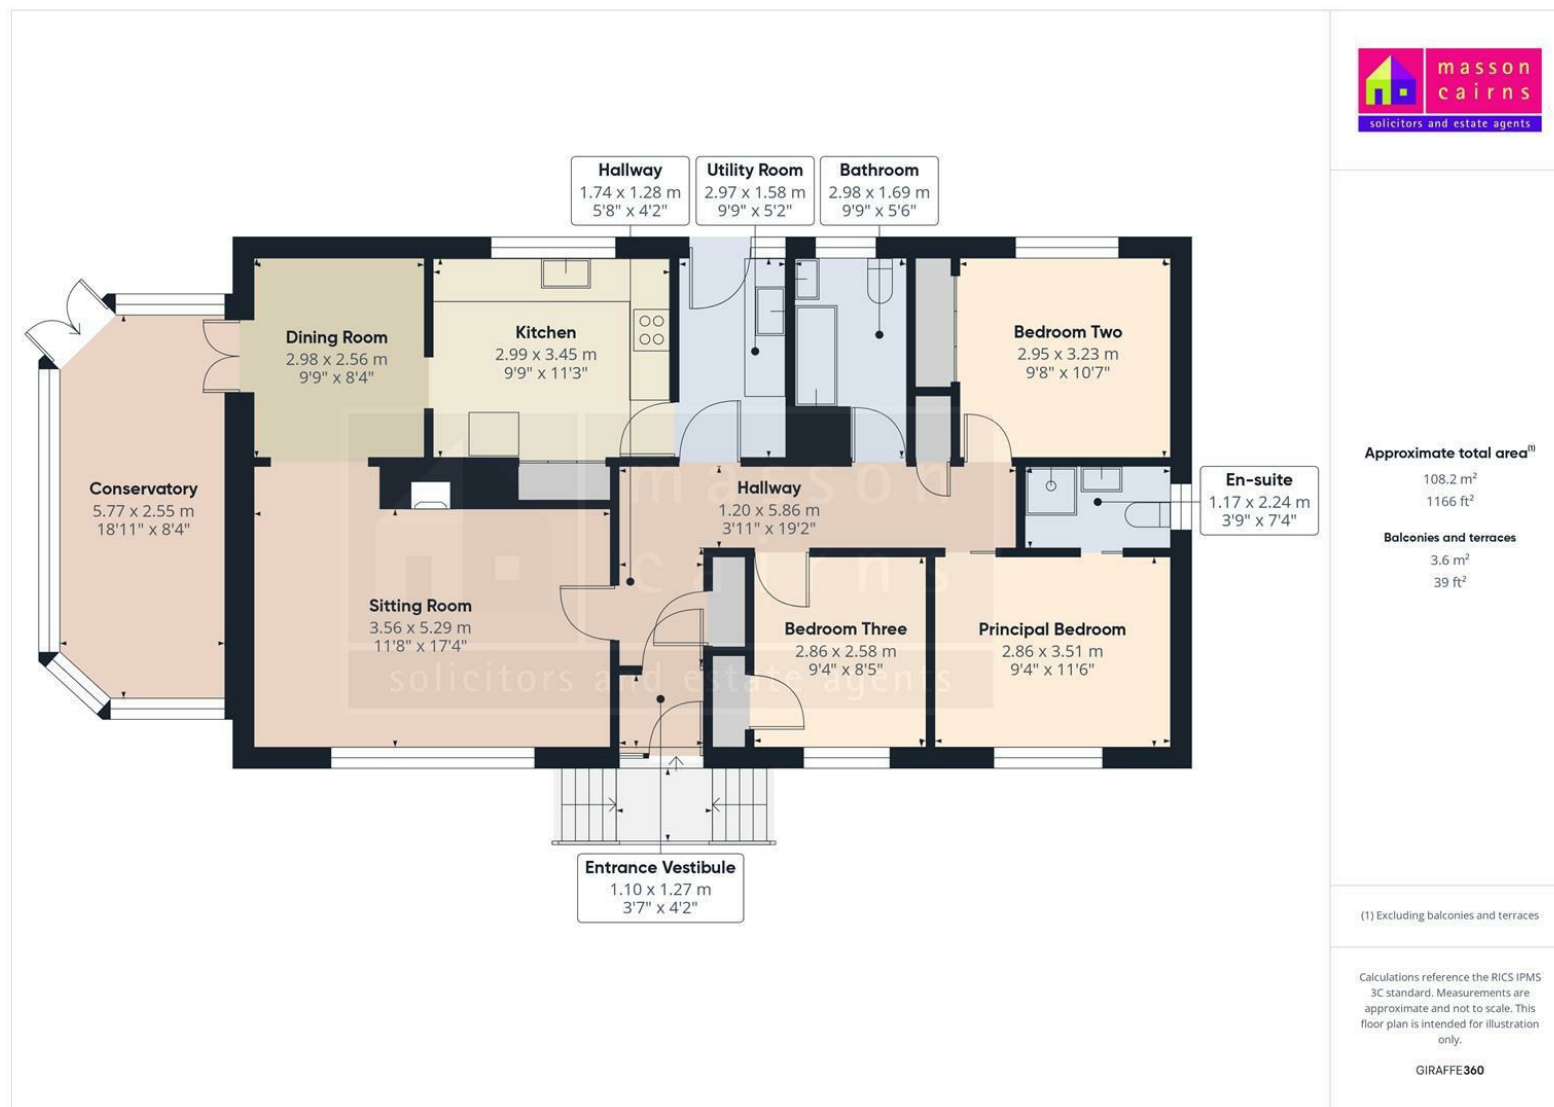 masson
cairns
solicitors and estate agents
Hallway
1.74 x 1.28 m
5'8" x 4'2"
Utility Room
2.97 x 1.58 m
9'9" x 5'2"
Bathroom
2.98 x 1.69 m
9'9" x 5'6"
Dining Room
2.98 x 2.56 m
9'9" x 8'4"
Kitchen
2.99 x 3.45 m
9'9" x 11'3"
Bedroom Two
2.95 x 3.23 m
9'8" x 10'7"
Conservatory
5.77 x 2.55 m
18'11" x 8'4"
Hallway
1.20 x 5.86 m
3'11" x 19'2"
En-suite
1.17 x 2.24 m
3'9" x 7'4"
Sitting Room
3.56 x 5.29 m
11'8" x 17'4"
Bedroom Three
2.86 x 2.58 m
9'4" x 8'5"
Principal Bedroom
2.86 x 3.51 m
9'4" x 11'6"
masson
cairns
solicitors and estate agents
Entrance Vestibule
1.10 x 1.27 m
3'7" x 4'2"
Approximate total area(1)
108.2 m²
1166 ft²
Balconies and terraces
3.6 m²
39 ft²
(1) Excluding balconies and terraces
Calculations reference the RICS IPMS
3C standard. Measurements are
approximate and not to scale. This
floor plan is intended for illustration
only.
GIRAFFE360